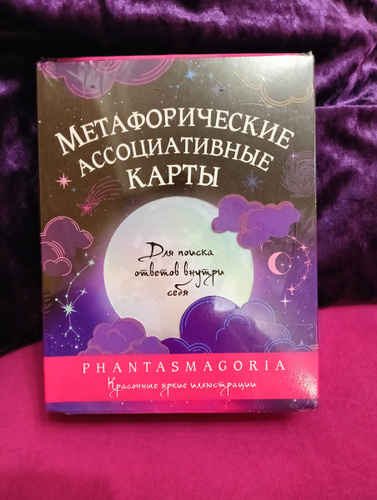 Метафорические
ассоциативные
карты
Для поиска
ответов внутри
себя
PHANTASMAGORIA
Красочные яркие иллюстрации